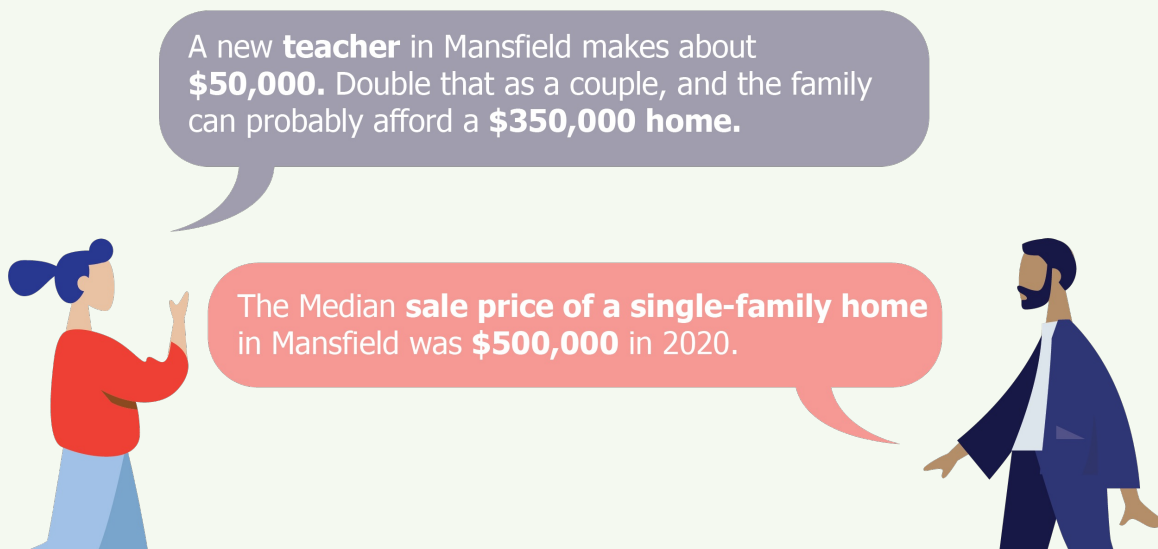 A new teacher in Mansfield makes about
$50,000. Double that as a couple, and the family
can probably afford a $350,000 home.
The Median sale price of a single-family home
in Mansfield was $500,000 in 2020.